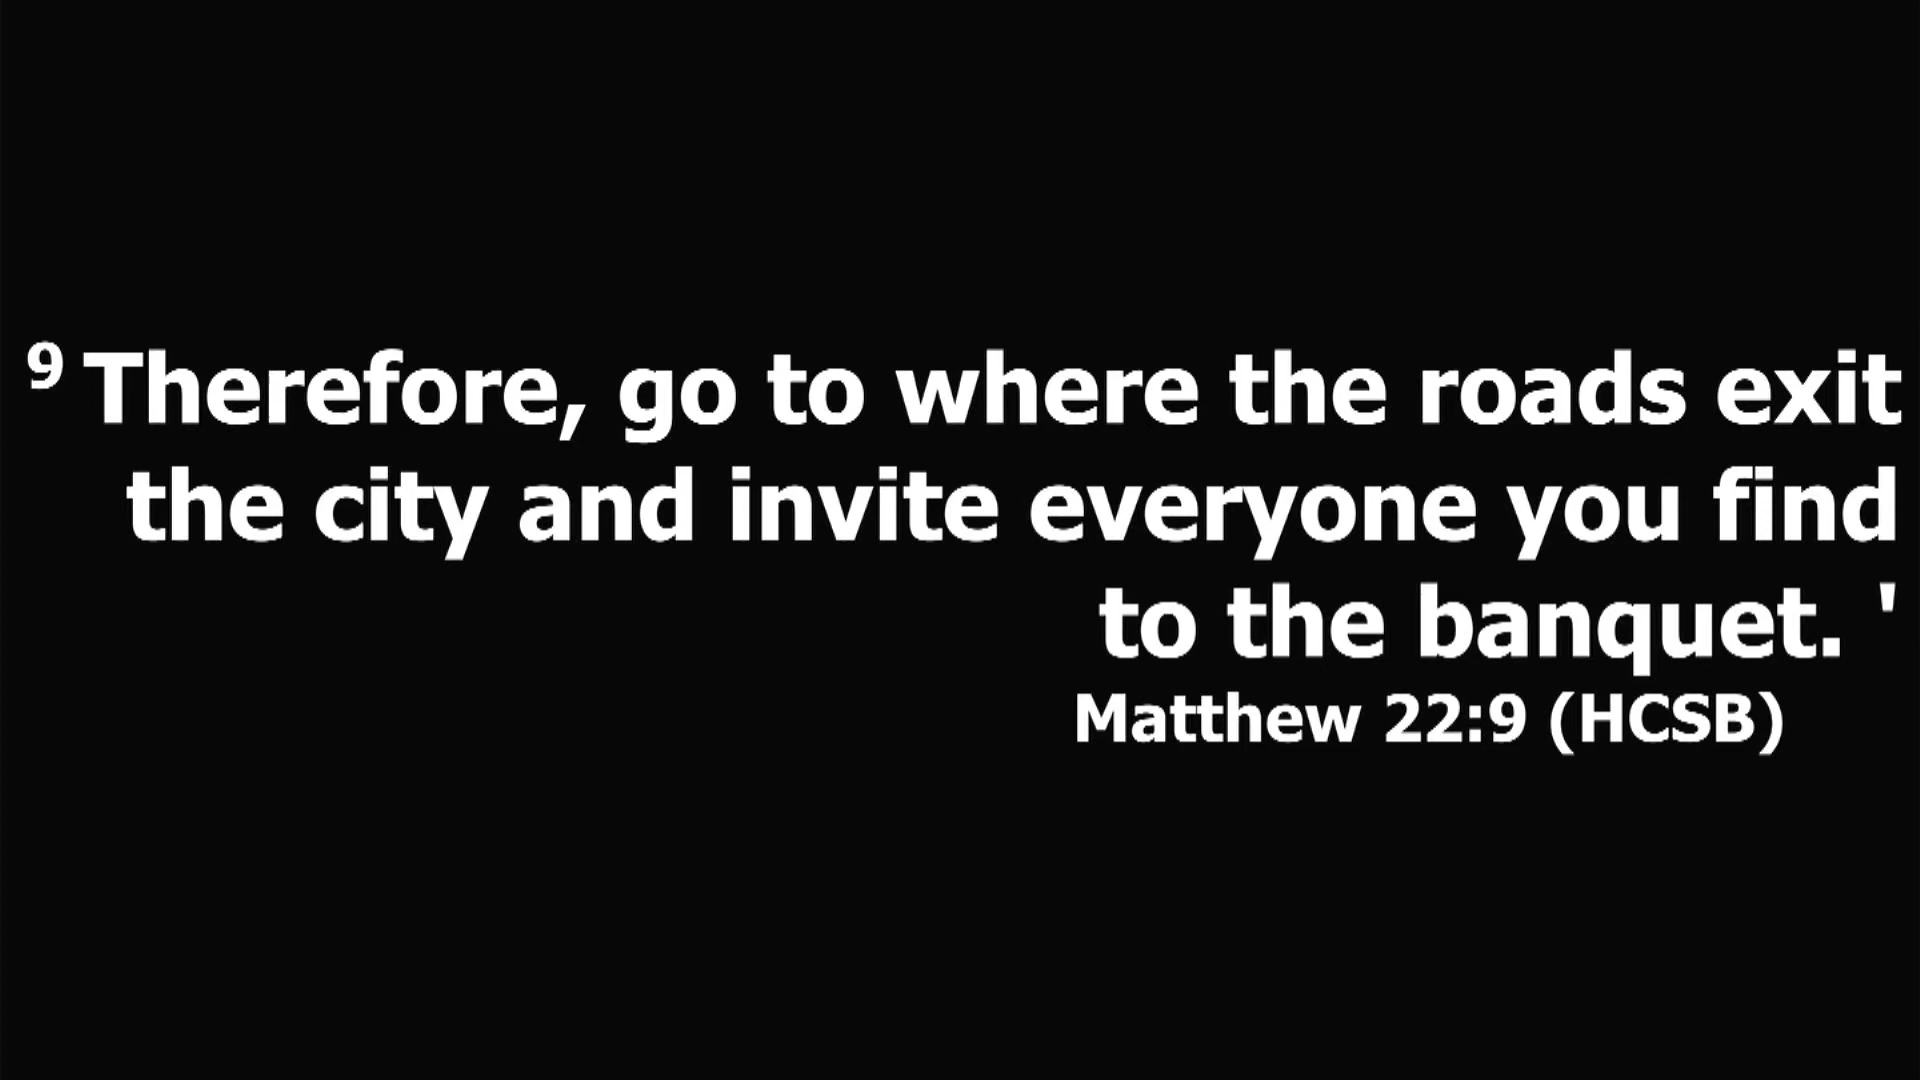 9 Therefore, go to where the roads exit
the city and invite everyone you find
to the banquet. '
Matthew 22:9 (HCSB)